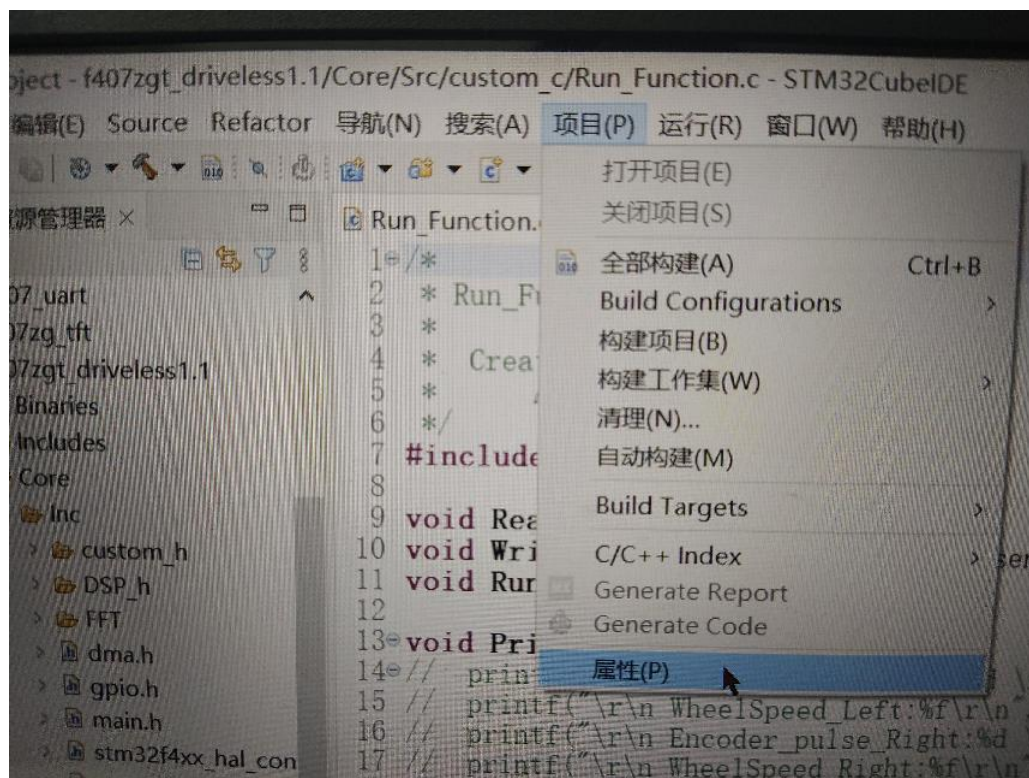 ject - f407zgt_driveless1.1/Core/Src/custom_c/Run_Function.c - STM32CubeIDE
编辑(E) Source Refactor 导航(N) 搜索(A) 项目(P) 运行(R) 窗口(W) 帮助(H)
源管理器
Run_Function.
打开项目(E)
关闭项目(S)
全部构建(A) Ctrl+B
Build Configurations
构建项目(B)
构建工作集(W)
清理(N)...
自动构建(M)
Build Targets
C/C++ Index
Generate Report
Generate Code
属性(P)
07_uart
07zg_tft
07zgt_driveless1.1
Binaries
Includes
Core
Inc
custom_h
DSP_h
FFT
dma.h
gpio.h
main.h
stm32f4xx_hal_con
1 /*
2 * Run_Fu
3 *
4 * Crea
5 *
6 */
7 #include
8
9 void Rea
10 void Wri
11 void Run
12
13 void Pri
14 // prin
15 // printf("\r\n WheelSpeed_Left:%f\r\n
16 // printf("\r\n Encoder_pulse_Right:%d
17 // printf("\r\n WheelSpeed_Right:%f\r\n
ser